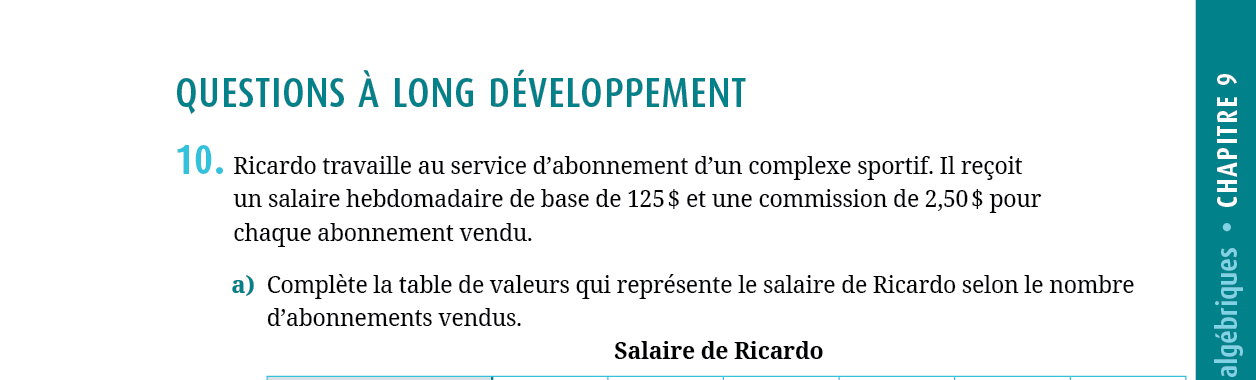 QUESTIONS À LONG DÉVELOPPEMENT
10. Ricardo travaille au service d’abonnement d’un complexe sportif. Il reçoit
un salaire hebdomadaire de base de 125 $ et une commission de 2,50 $ pour
chaque abonnement vendu.
a) Complète la table de valeurs qui représente le salaire de Ricardo selon le nombre
d’abonnements vendus.
Salaire de Ricardo
algébriques • CHAPITRE 9